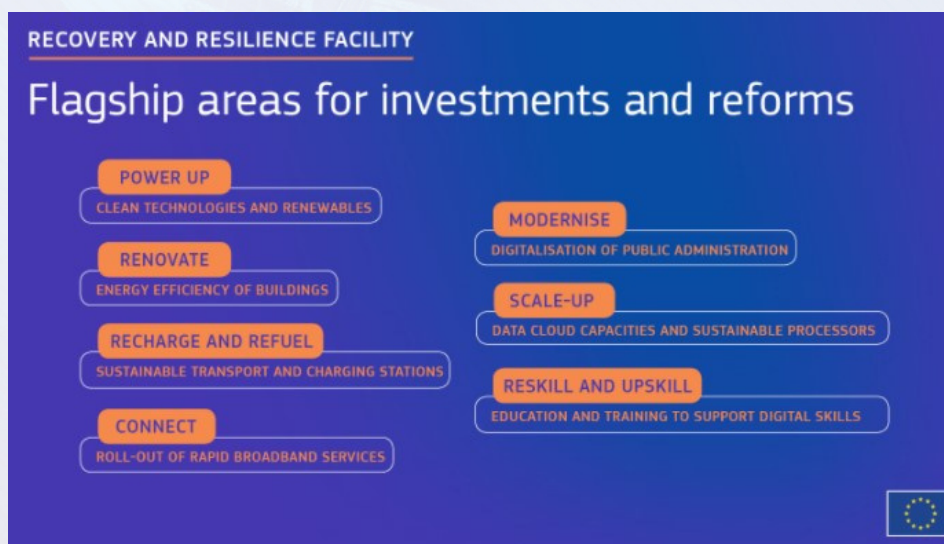 RECOVERY AND RESILIENCE FACILITY
Flagship areas for investments and reforms
POWER UP
CLEAN TECHNOLOGIES AND RENEWABLES
RENOVATE
ENERGY EFFICIENCY OF BUILDINGS
RECHARGE AND REFUEL
SUSTAINABLE TRANSPORT AND CHARGING STATIONS
CONNECT
ROLL-OUT OF RAPID BROADBAND SERVICES
MODERNISE
DIGITALISATION OF PUBLIC ADMINISTRATION
SCALE-UP
DATA CLOUD CAPACITIES AND SUSTAINABLE PROCESSORS
RESKILL AND UPSKILL
EDUCATION AND TRAINING TO SUPPORT DIGITAL SKILLS